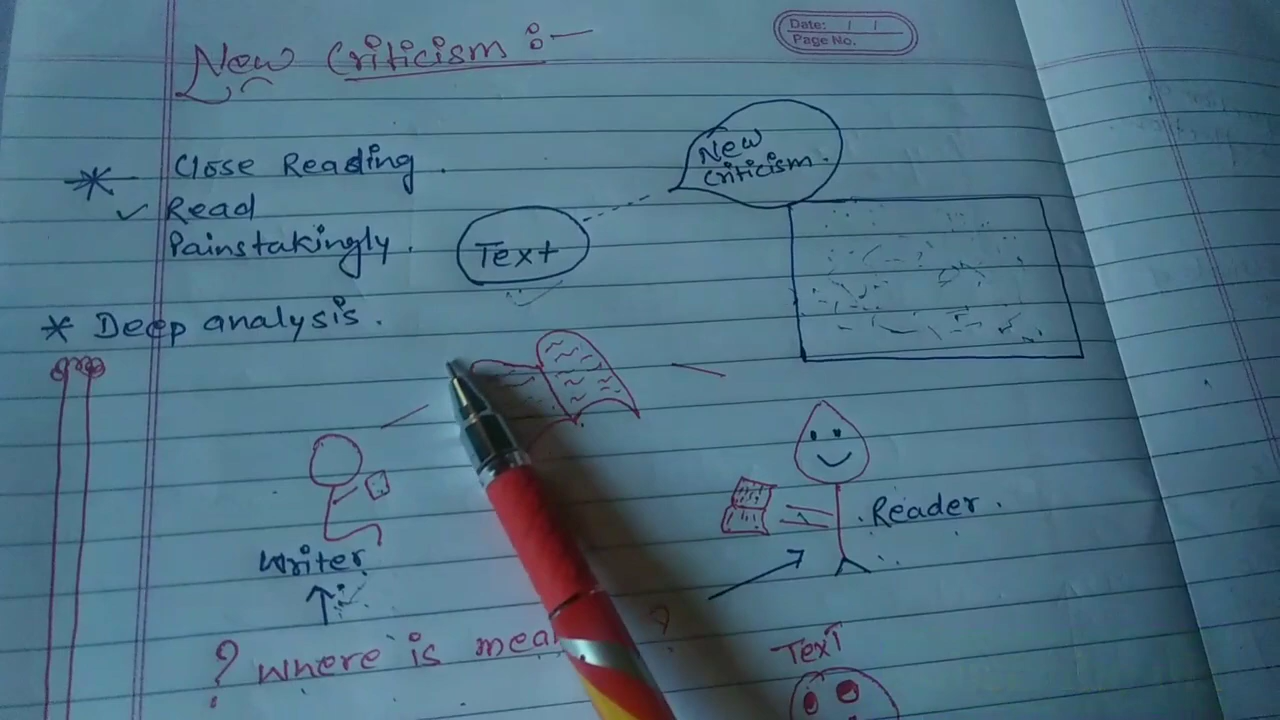 New Criticism :-
Date: / /
Page No.
* Close Reading.
✓ Read
Painstakingly.
New
Criticism.
Text
* Deep analysis.
Reader.
Writer
? Where is
?
Text